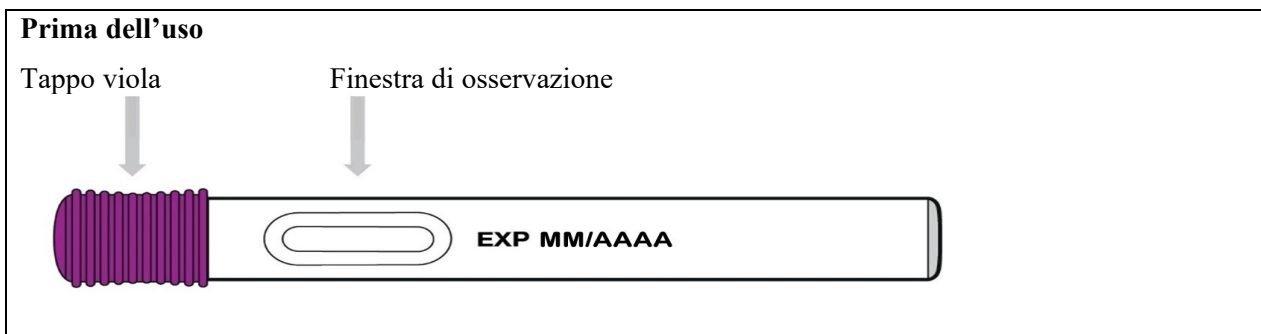 Prima dell’uso
Tappo viola Finestra di osservazione
EXP MM/AAAA